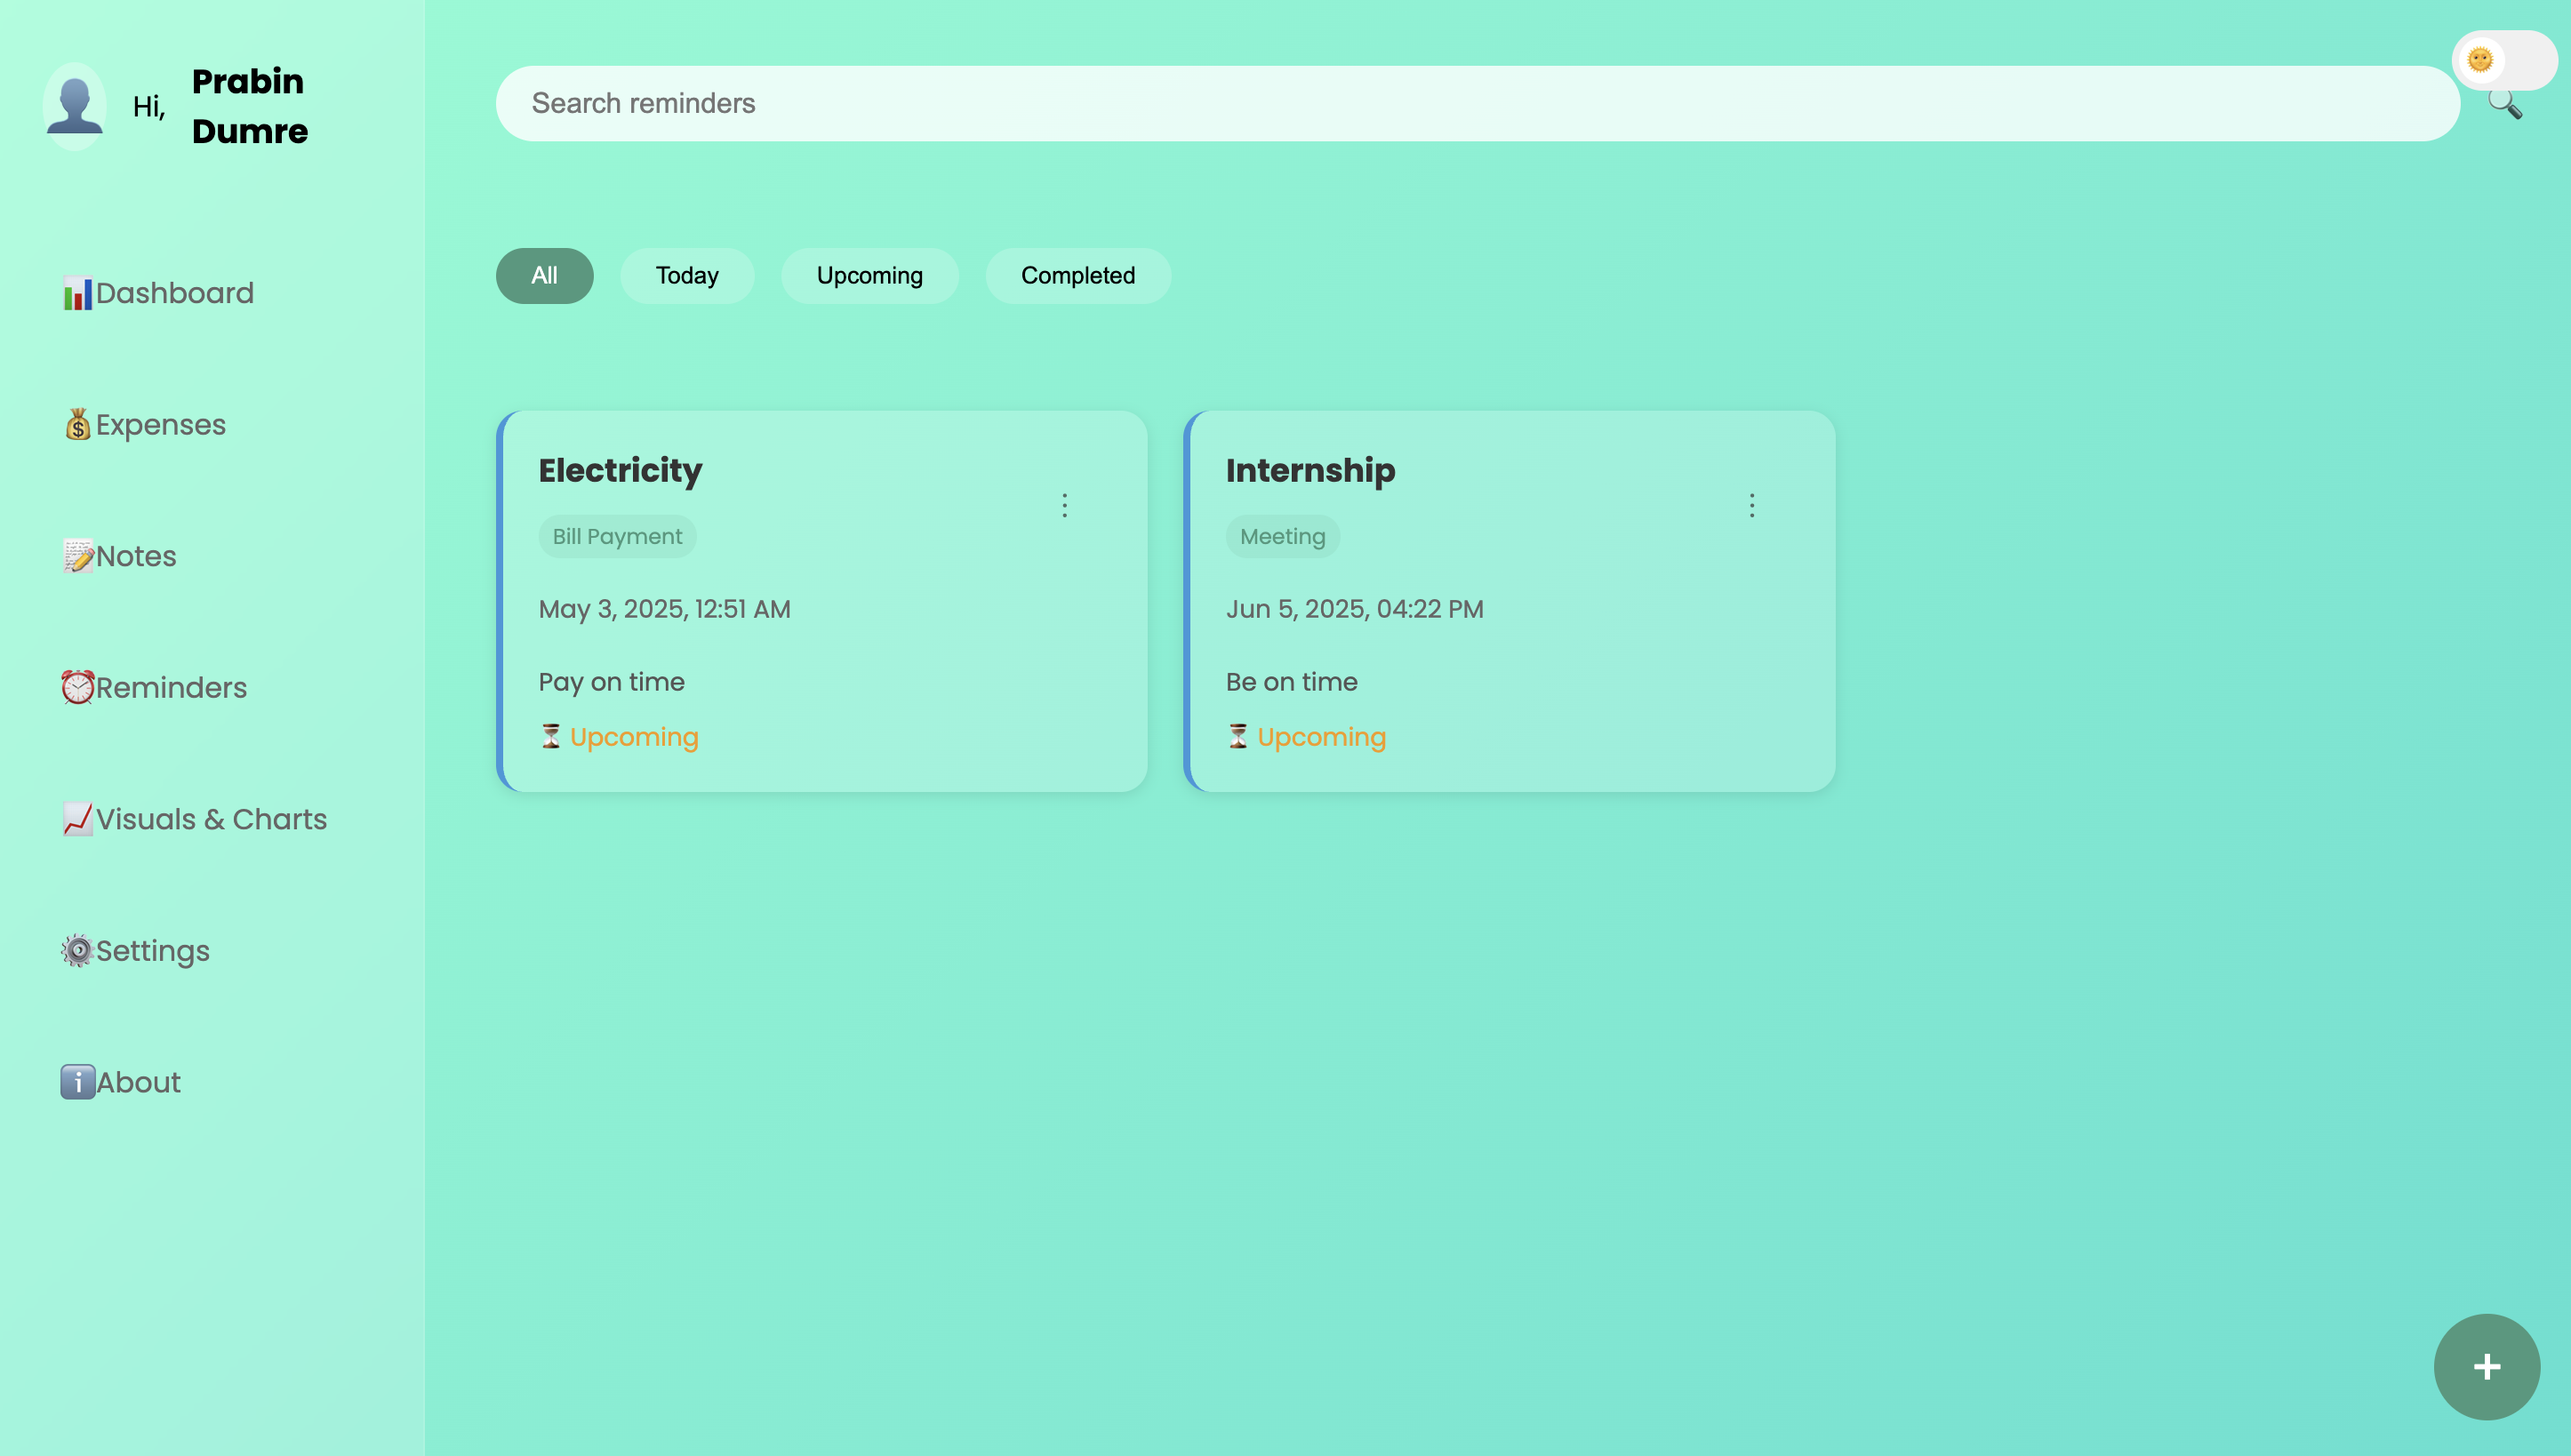 Hi,
Prabin
Dumre
Dashboard
Expenses
Notes
Reminders
Visuals & Charts
Settings
About
Search reminders
All
Today
Upcoming
Completed
Electricity
Bill Payment
May 3, 2025, 12:51 AM
Pay on time
Upcoming
Internship
Meeting
Jun 5, 2025, 04:22 PM
Be on time
Upcoming
+